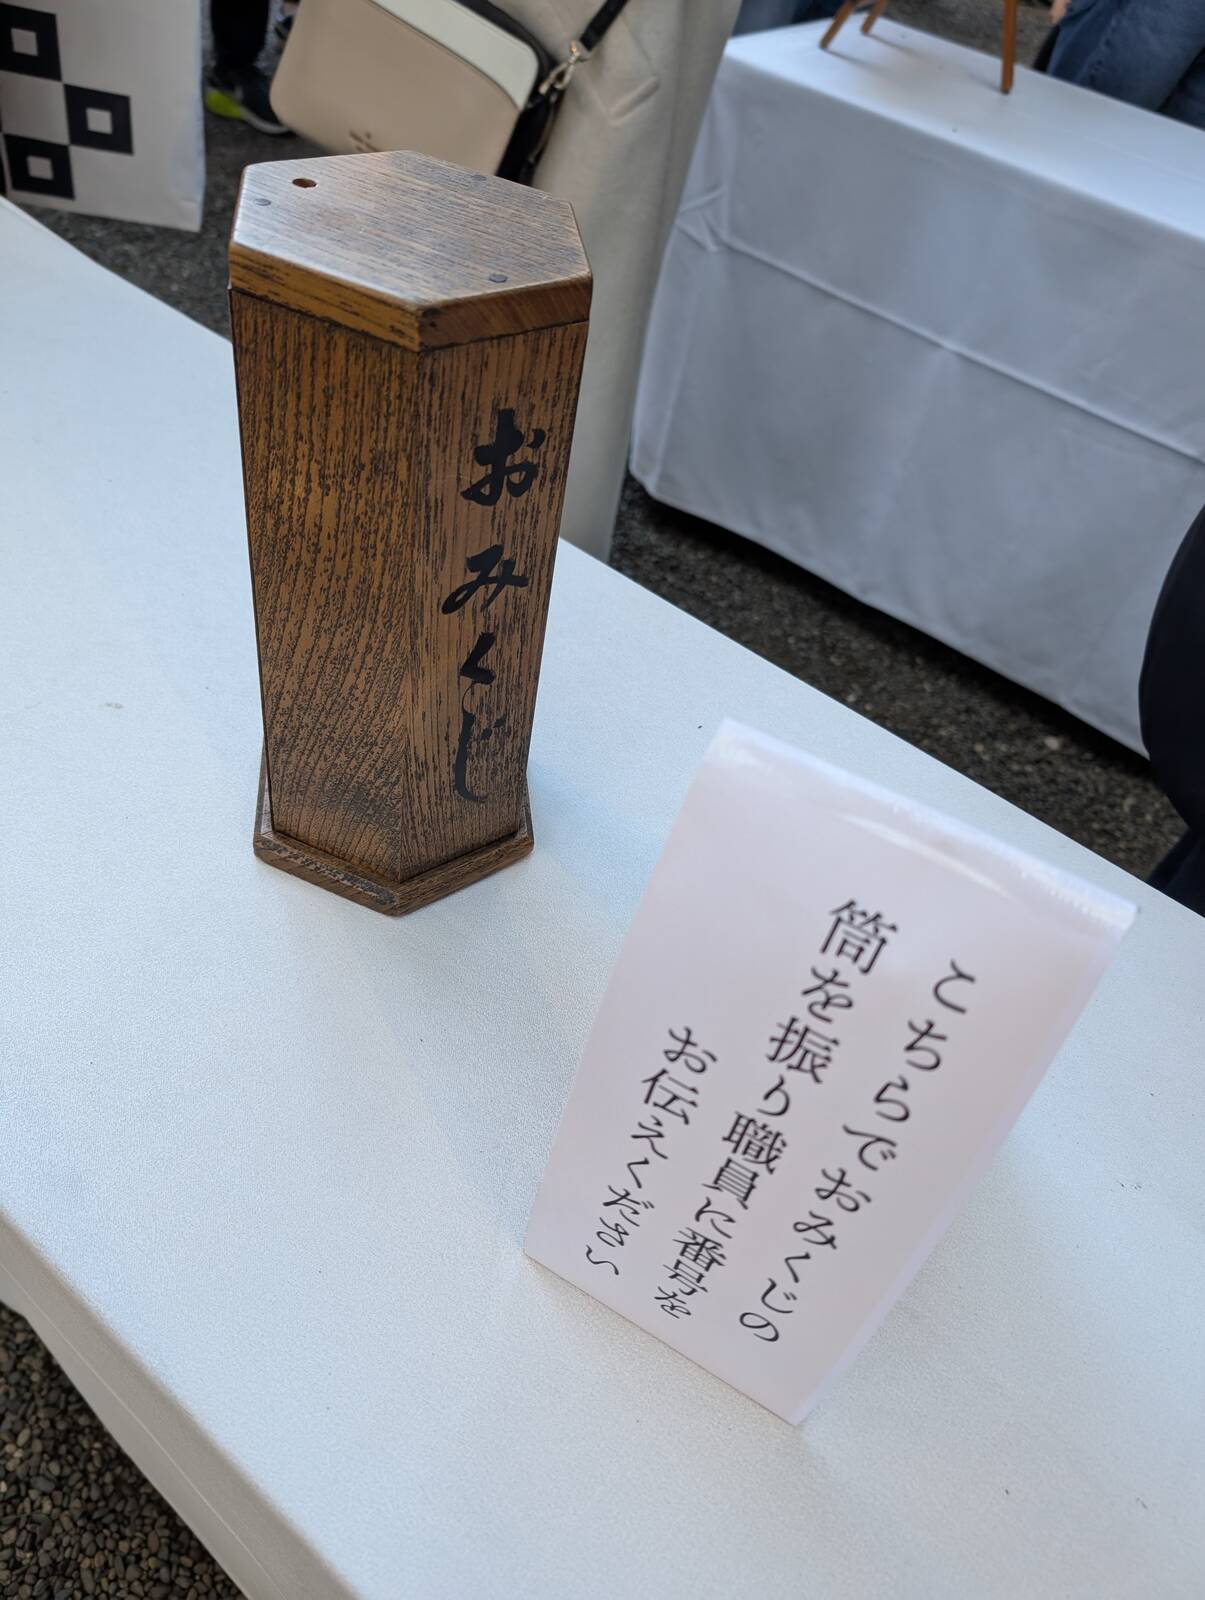 おみくじ
こちらでおみくじの
筒を振り職員に番号を
お伝えください